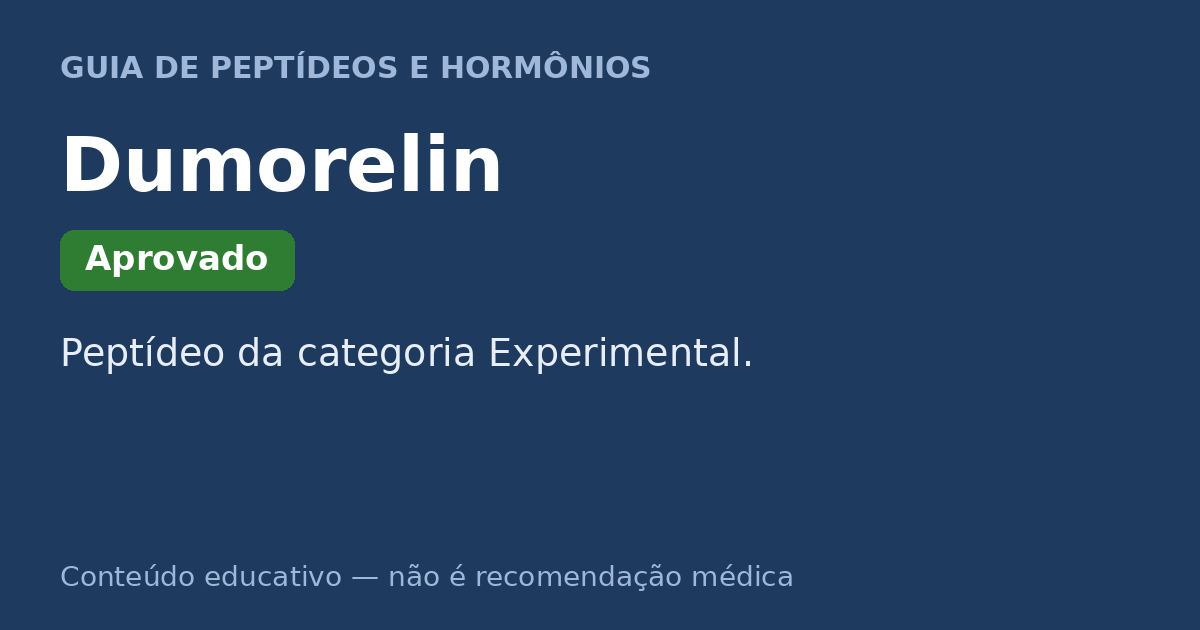 GUIA DE PEPTÍDEOS E HORMÔNIOS
Dumorelin
Aprovado
Peptídeo da categoria Experimental.
Conteúdo educativo — não é recomendação médica